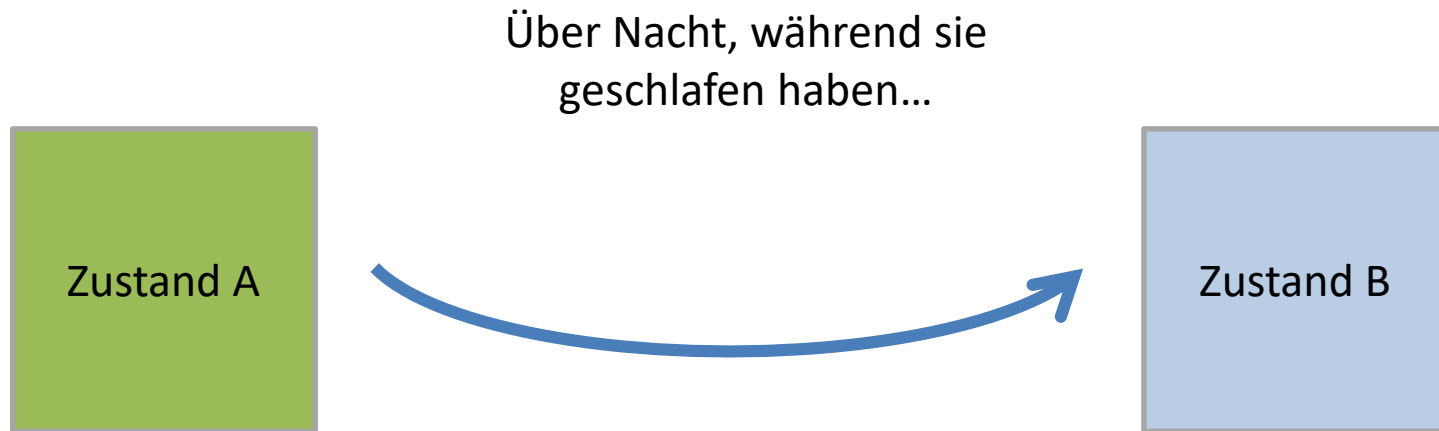 Über Nacht, während sie
geschlafen haben…
Zustand A
Zustand B